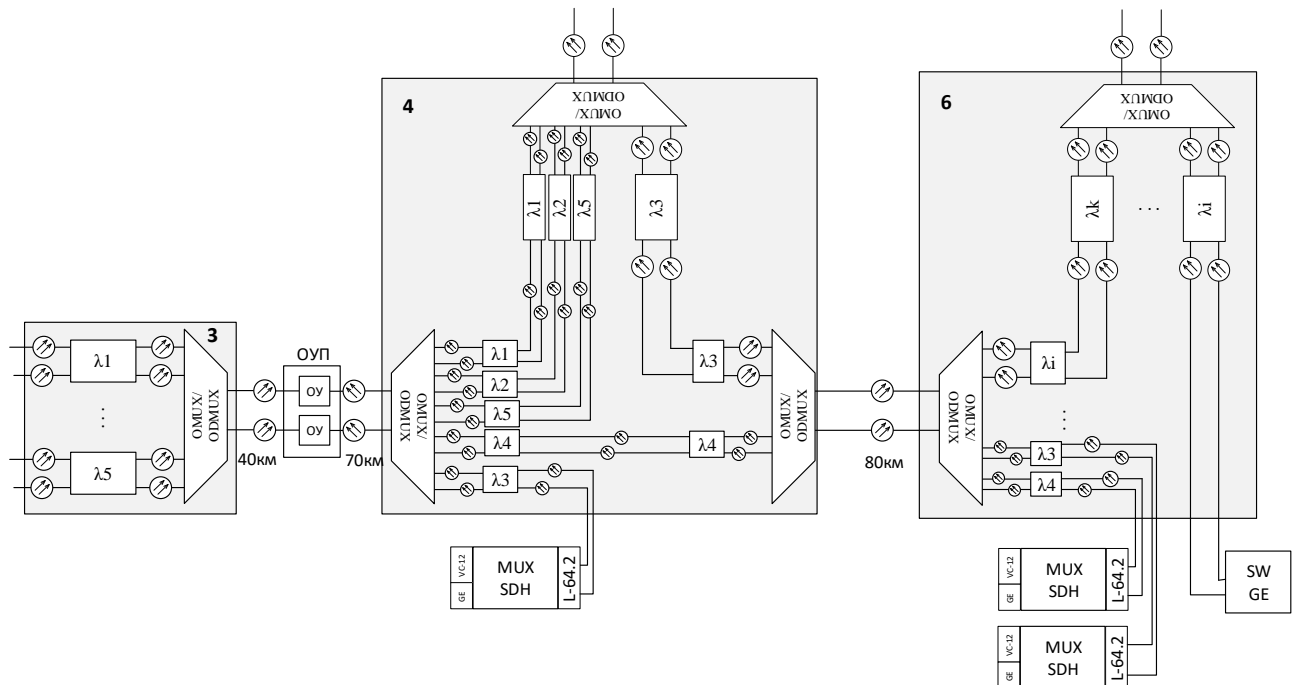 4
OMUX/
ODMUX
λ1
λ2
λ5
λ3
6
OMUX/
ODMUX
λk
. . .
λi
3
λ1
λ5
OMUX/
ODMUX
40км
ОУП
ОУ
ОУ
70км
OMUX/
ODMUX
λ1
λ2
λ5
λ4
λ3
λ3
λ4
OMUX/
ODMUX
80км
OMUX/
ODMUX
λi
λ3
λ4
VC-12
GE
MUX
SDH
L-64.2
VC-12
GE
MUX
SDH
L-64.2
VC-12
GE
MUX
SDH
L-64.2
SW
GE